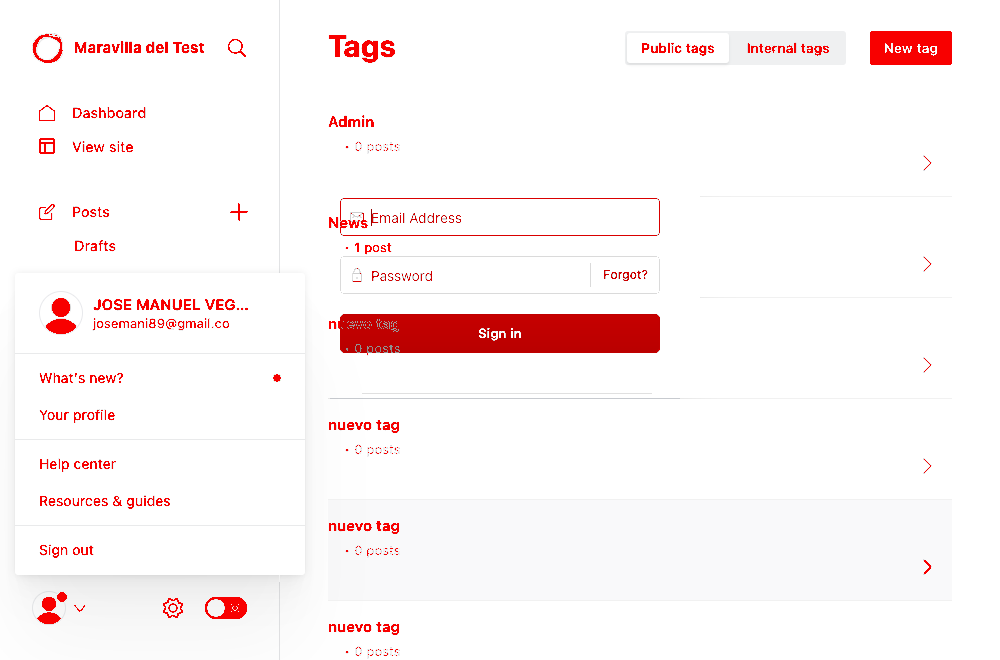 Maravilla del Test
Dashboard
View site
Posts
Drafts
JOSE MANUEL VEG...
josemani89@gmail.co
What's new?
Your profile
Help center
Resources & guides
Sign out
Tags
Public tags
Internal tags
New tag
Admin
• 0 posts
Email Address
News
• 1 post
Password
Forgot?
nuevo tag
Sign in
• 0 posts
nuevo tag
• 0 posts
nuevo tag
• 0 posts
nuevo tag
• 0 posts